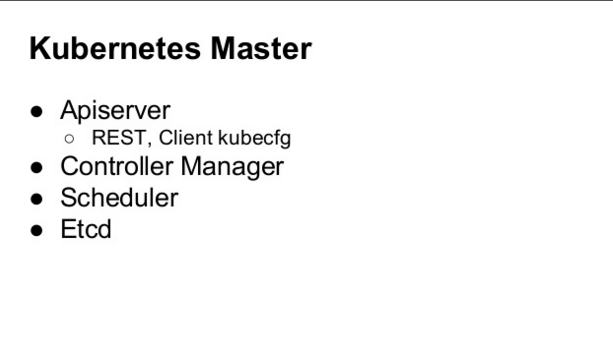 Kubernetes Master
● Apiserver
○ REST, Client kubecfg
● Controller Manager
● Scheduler
● Etcd